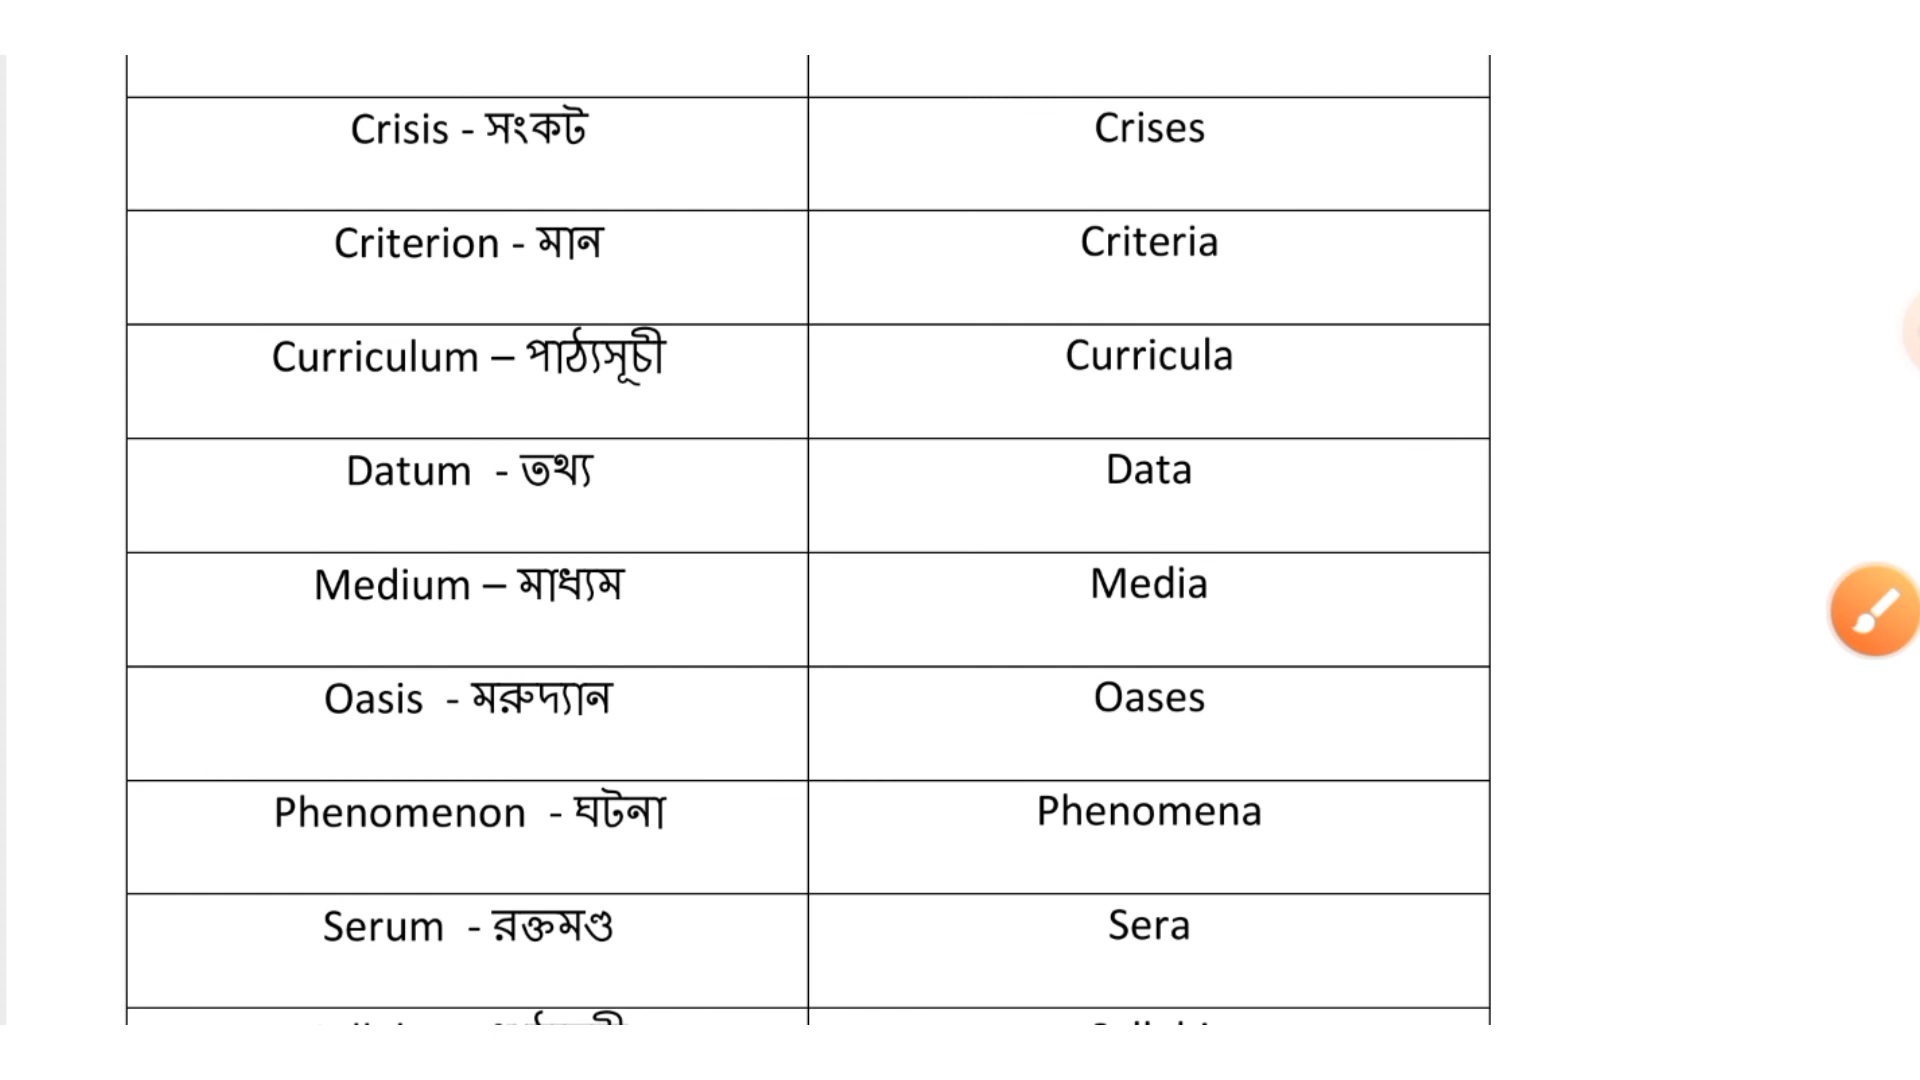 Crisis - সংকট
Crises
Criterion - মান
Criteria
Curriculum – পাঠ্যসূচী
Curricula
Datum - তথ্য
Data
Medium – মাধ্যম
Media
Oasis - মরুদ্যান
Oases
Phenomenon - ঘটনা
Phenomena
Serum - রক্তমণ্ড
Sera